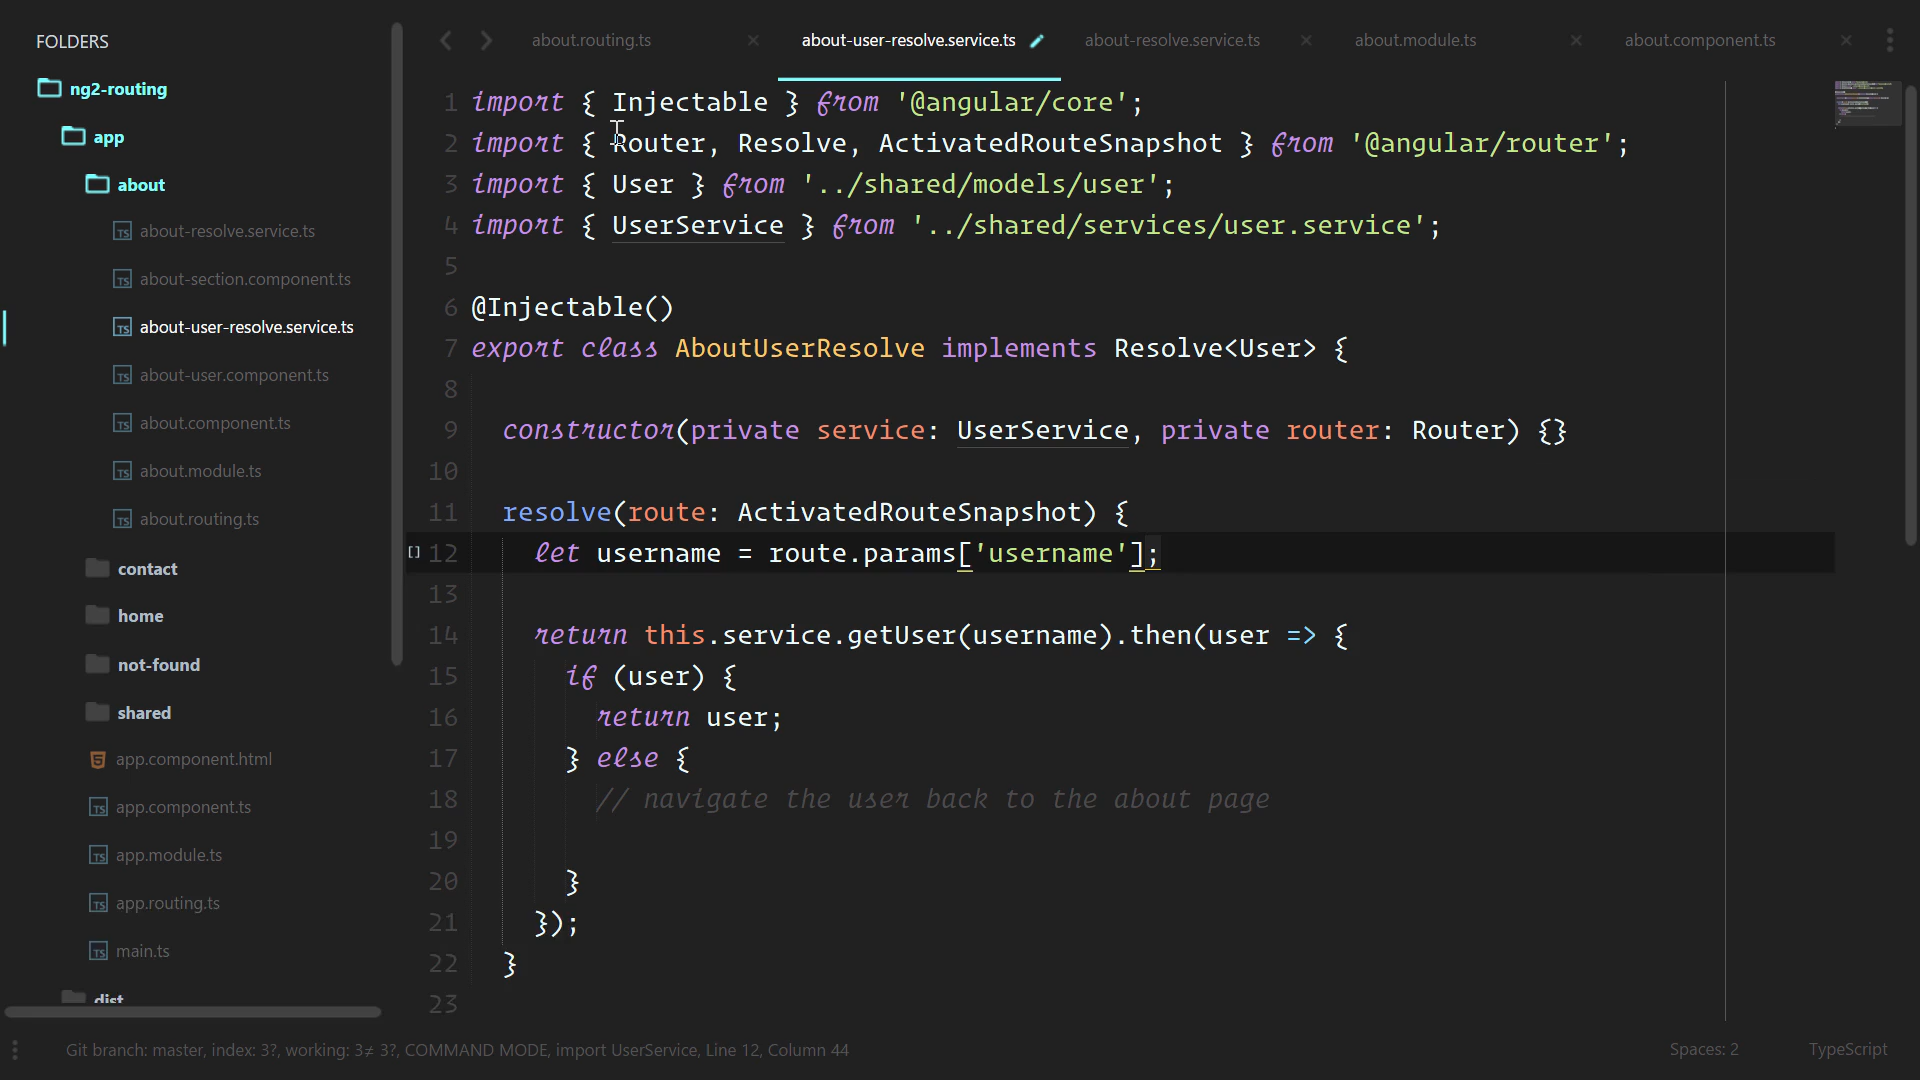 FOLDERS
ng2-routing
app
about
about-resolve.service.ts
about-section.component.ts
about-user-resolve.service.ts
about-user.component.ts
about.component.ts
about.module.ts
about.routing.ts
contact
home
not-found
shared
app.component.html
app.component.ts
app.module.ts
app.routing.ts
main.ts
dist
about.routing.ts
about-user-resolve.service.ts
about-resolve.service.ts
about.module.ts
about.component.ts
1 import { Injectable } from '@angular/core';
2 import { Router, Resolve, ActivatedRouteSnapshot } from '@angular/router';
3 import { User } from '../shared/models/user';
4 import { UserService } from '../shared/services/user.service';
5
6 @Injectable()
7 export class AboutUserResolve implements Resolve<User> {
8
9 constructor(private service: UserService, private router: Router) {}
10
11 resolve(route: ActivatedRouteSnapshot) {
12 let username = route.params['username'];
13
14 return this.service.getUser(username).then(user => {
15 if (user) {
16 return user;
17 } else {
18 // navigate the user back to the about page
19
20 }
21 });
22 }
23
Git branch: master, index: 3?, working: 3≠ 3?, COMMAND MODE, import UserService, Line 12, Column 44
Spaces: 2
TypeScript